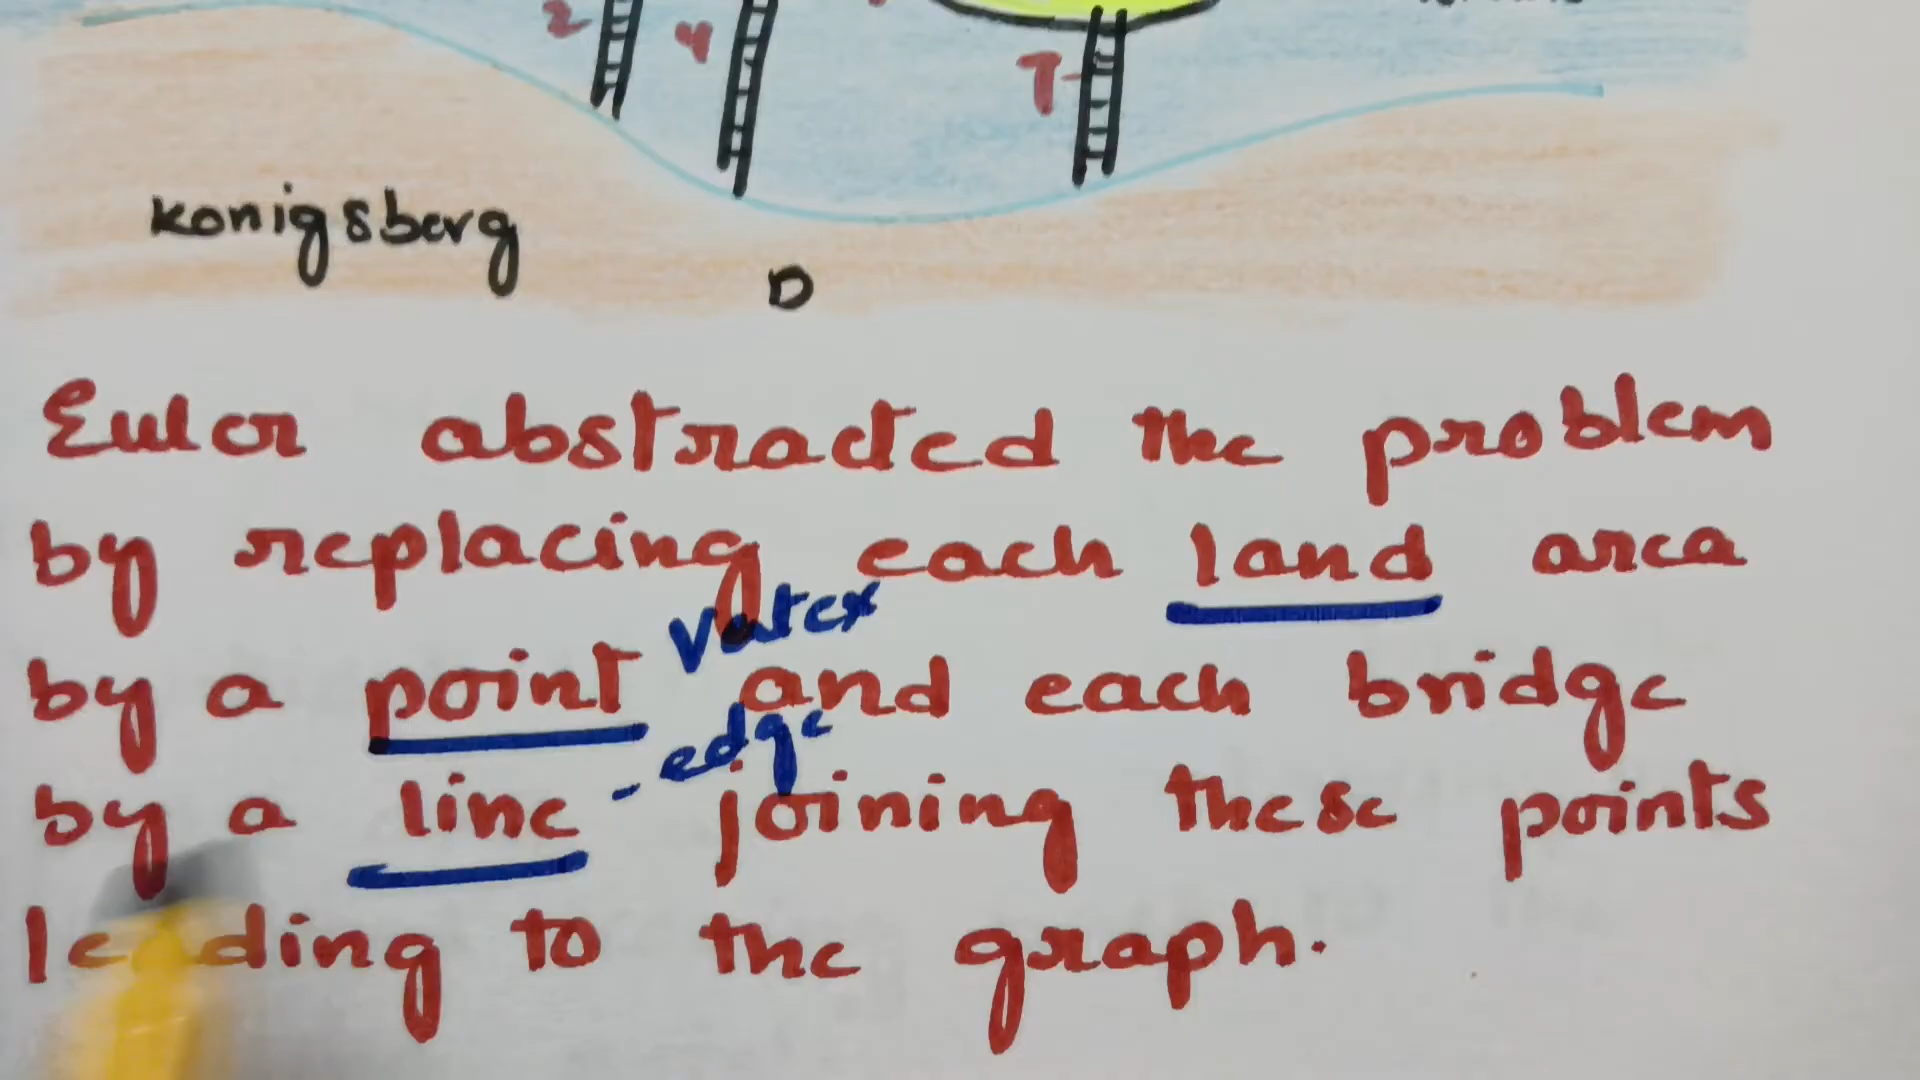 2 4 7
Konigsberg
D
Euler abstracted the problem
by replacing each land area
vertex
by a point and each bridge
- edge
by a line joining these points
leading to the graph.